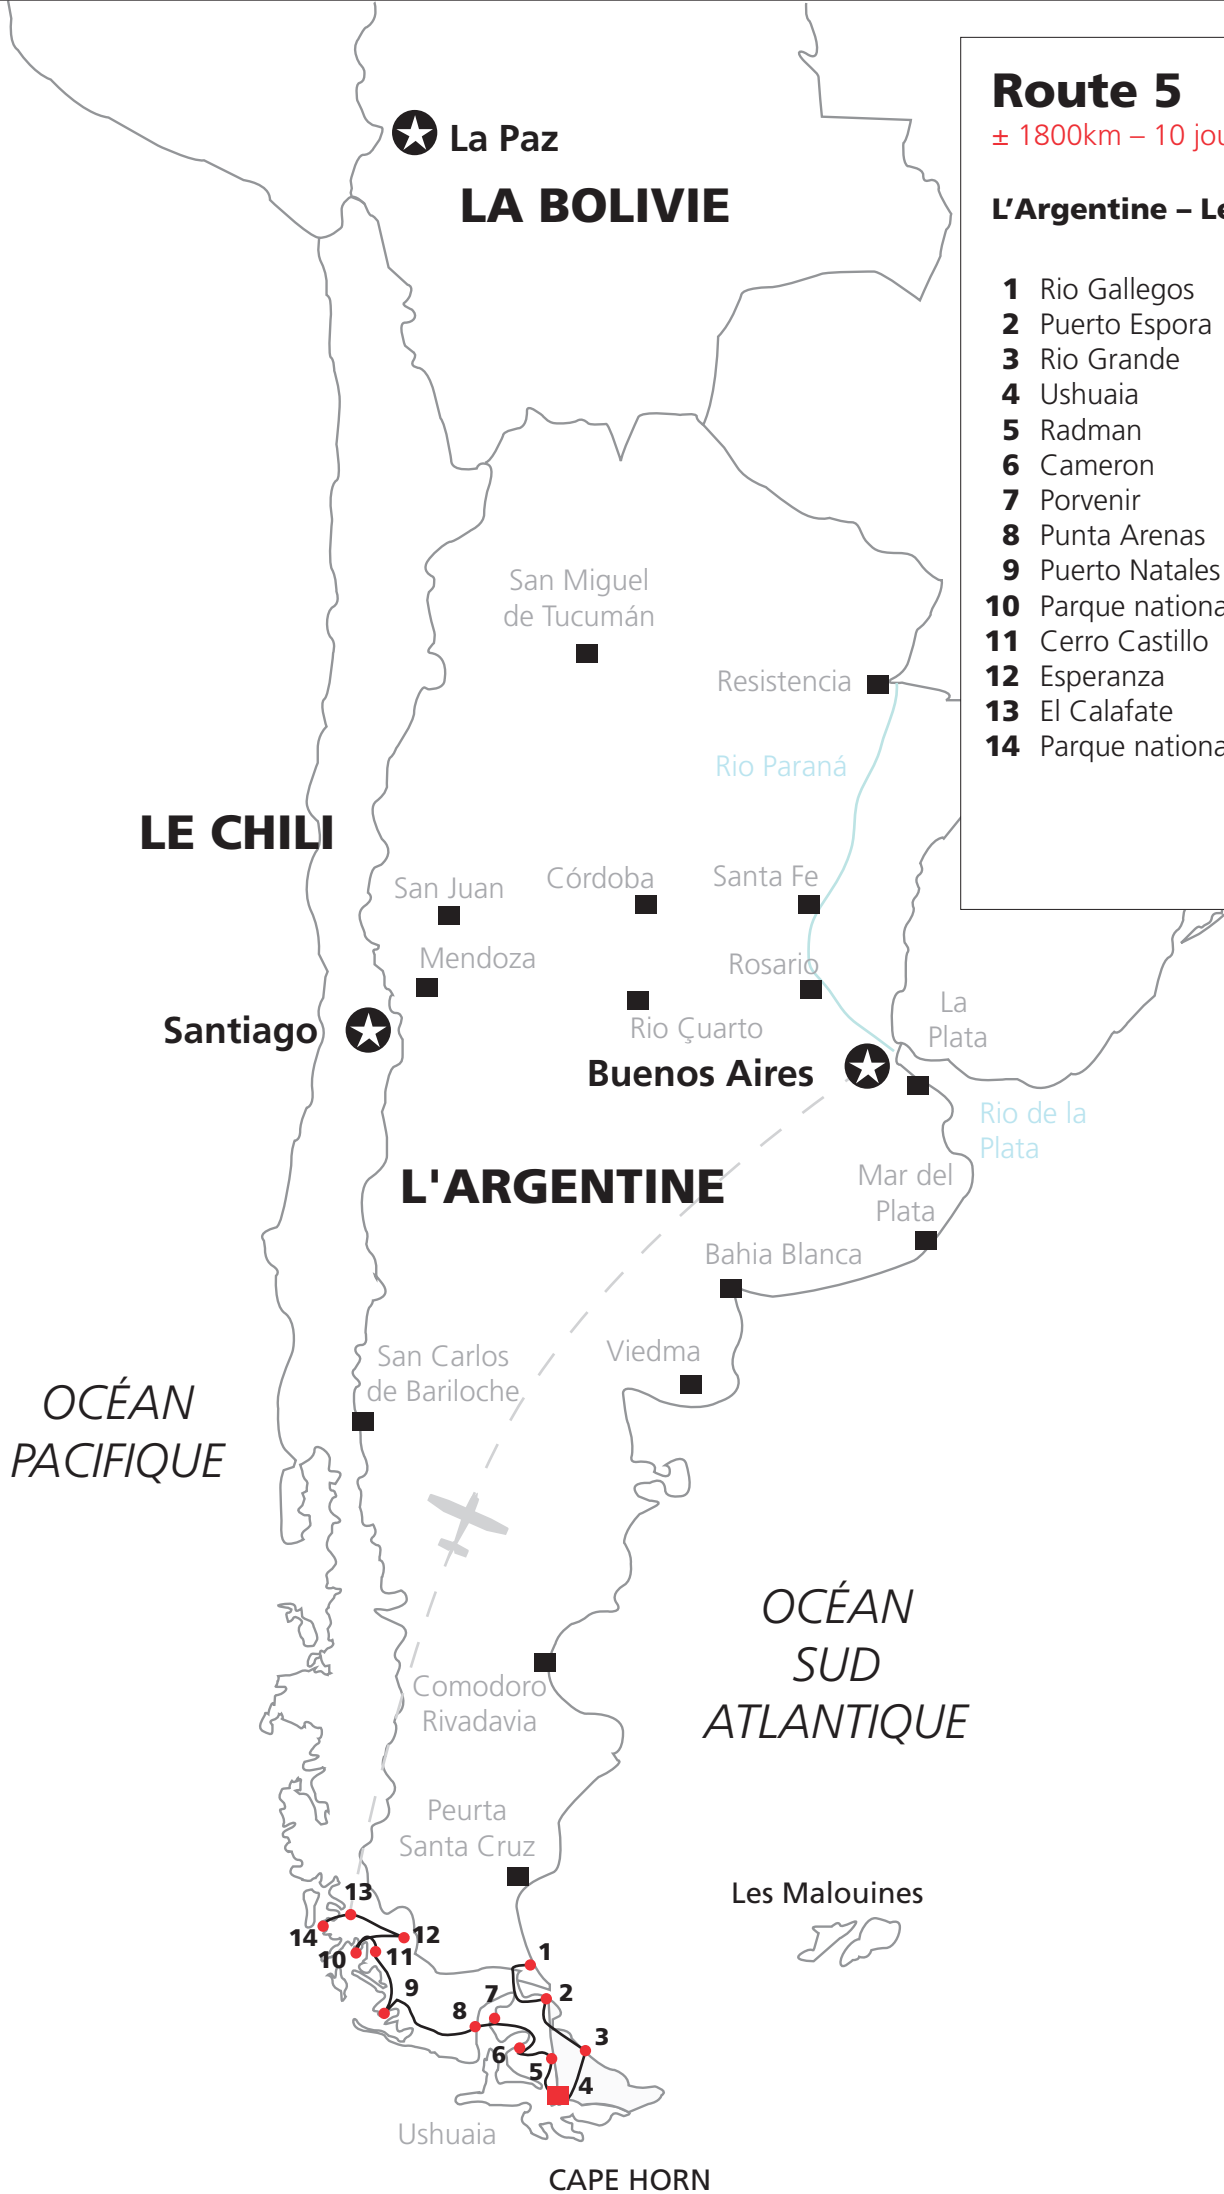 Route 5
± 1800km – 10 jou
L'Argentine – Le
1 Rio Gallegos
2 Puerto Espora
3 Rio Grande
4 Ushuaia
5 Radman
6 Cameron
7 Porvenir
8 Punta Arenas
9 Puerto Natales
10 Parque nationa
11 Cerro Castillo
12 Esperanza
13 El Calafate
14 Parque nationa
La Paz
LA BOLIVIE
San Miguel
de Tucumán
Resistencia
Rio Paraná
LE CHILI
San Juan
Córdoba
Santa Fe
Mendoza
Rosario
Santiago
Rio Çuarto
La
Plata
Buenos Aires
Rio de la
Plata
L'ARGENTINE
Mar del
Plata
Bahia Blanca
San Carlos
de Bariloche
Viedma
OCÉAN
PACIFIQUE
OCÉAN
SUD
ATLANTIQUE
Comodoro
Rivadavia
Peurta
Santa Cruz
Les Malouines
13
14
12
10
11
1
9
7
2
8
3
6
5
4
Ushuaia
CAPE HORN